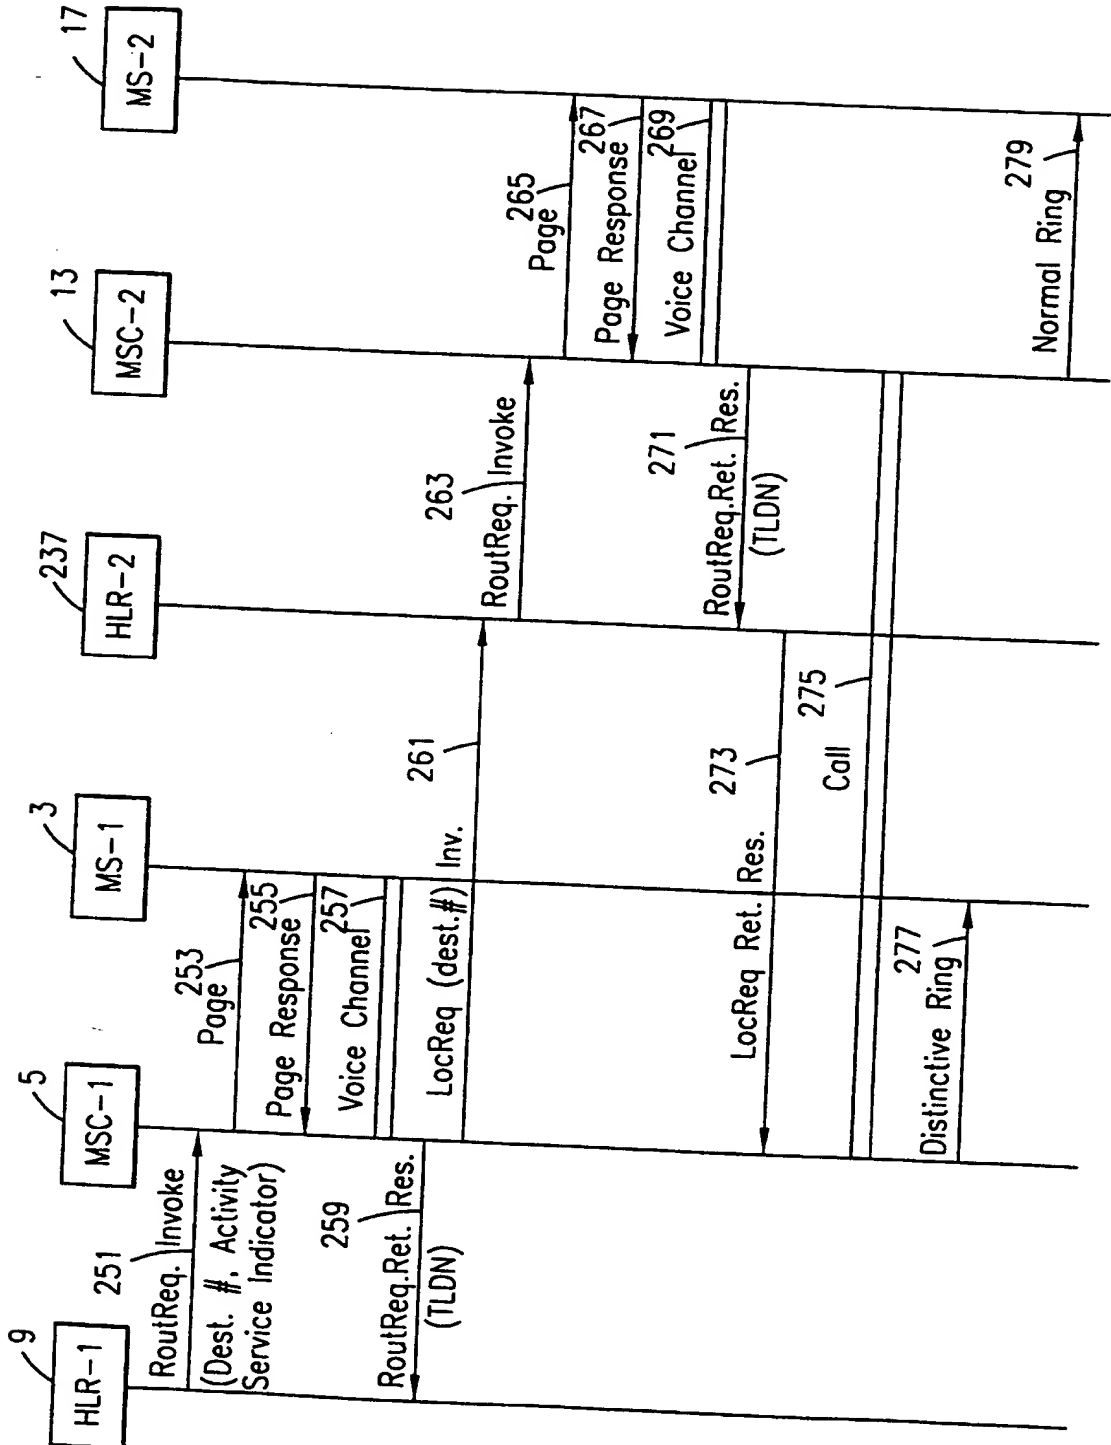 9
HLR-1
5
MSC-1
3
MS-1
237
HLR-2
13
MSC-2
17
MS-2
251
RoutReq. Invoke
(Dest. #, Activity
Service Indicator)
253
Page
255
Page Response
257
Voice Channel
259
RoutReq.Ret. Res.
(TLDN)
261
LocReq (dest.#) Inv.
263
RoutReq. Invoke
265
Page
267
Page Response
269
Voice Channel
271
RoutReq.Ret. Res.
(TLDN)
273
LocReq Ret. Res.
275
Call
277
Distinctive Ring
279
Normal Ring